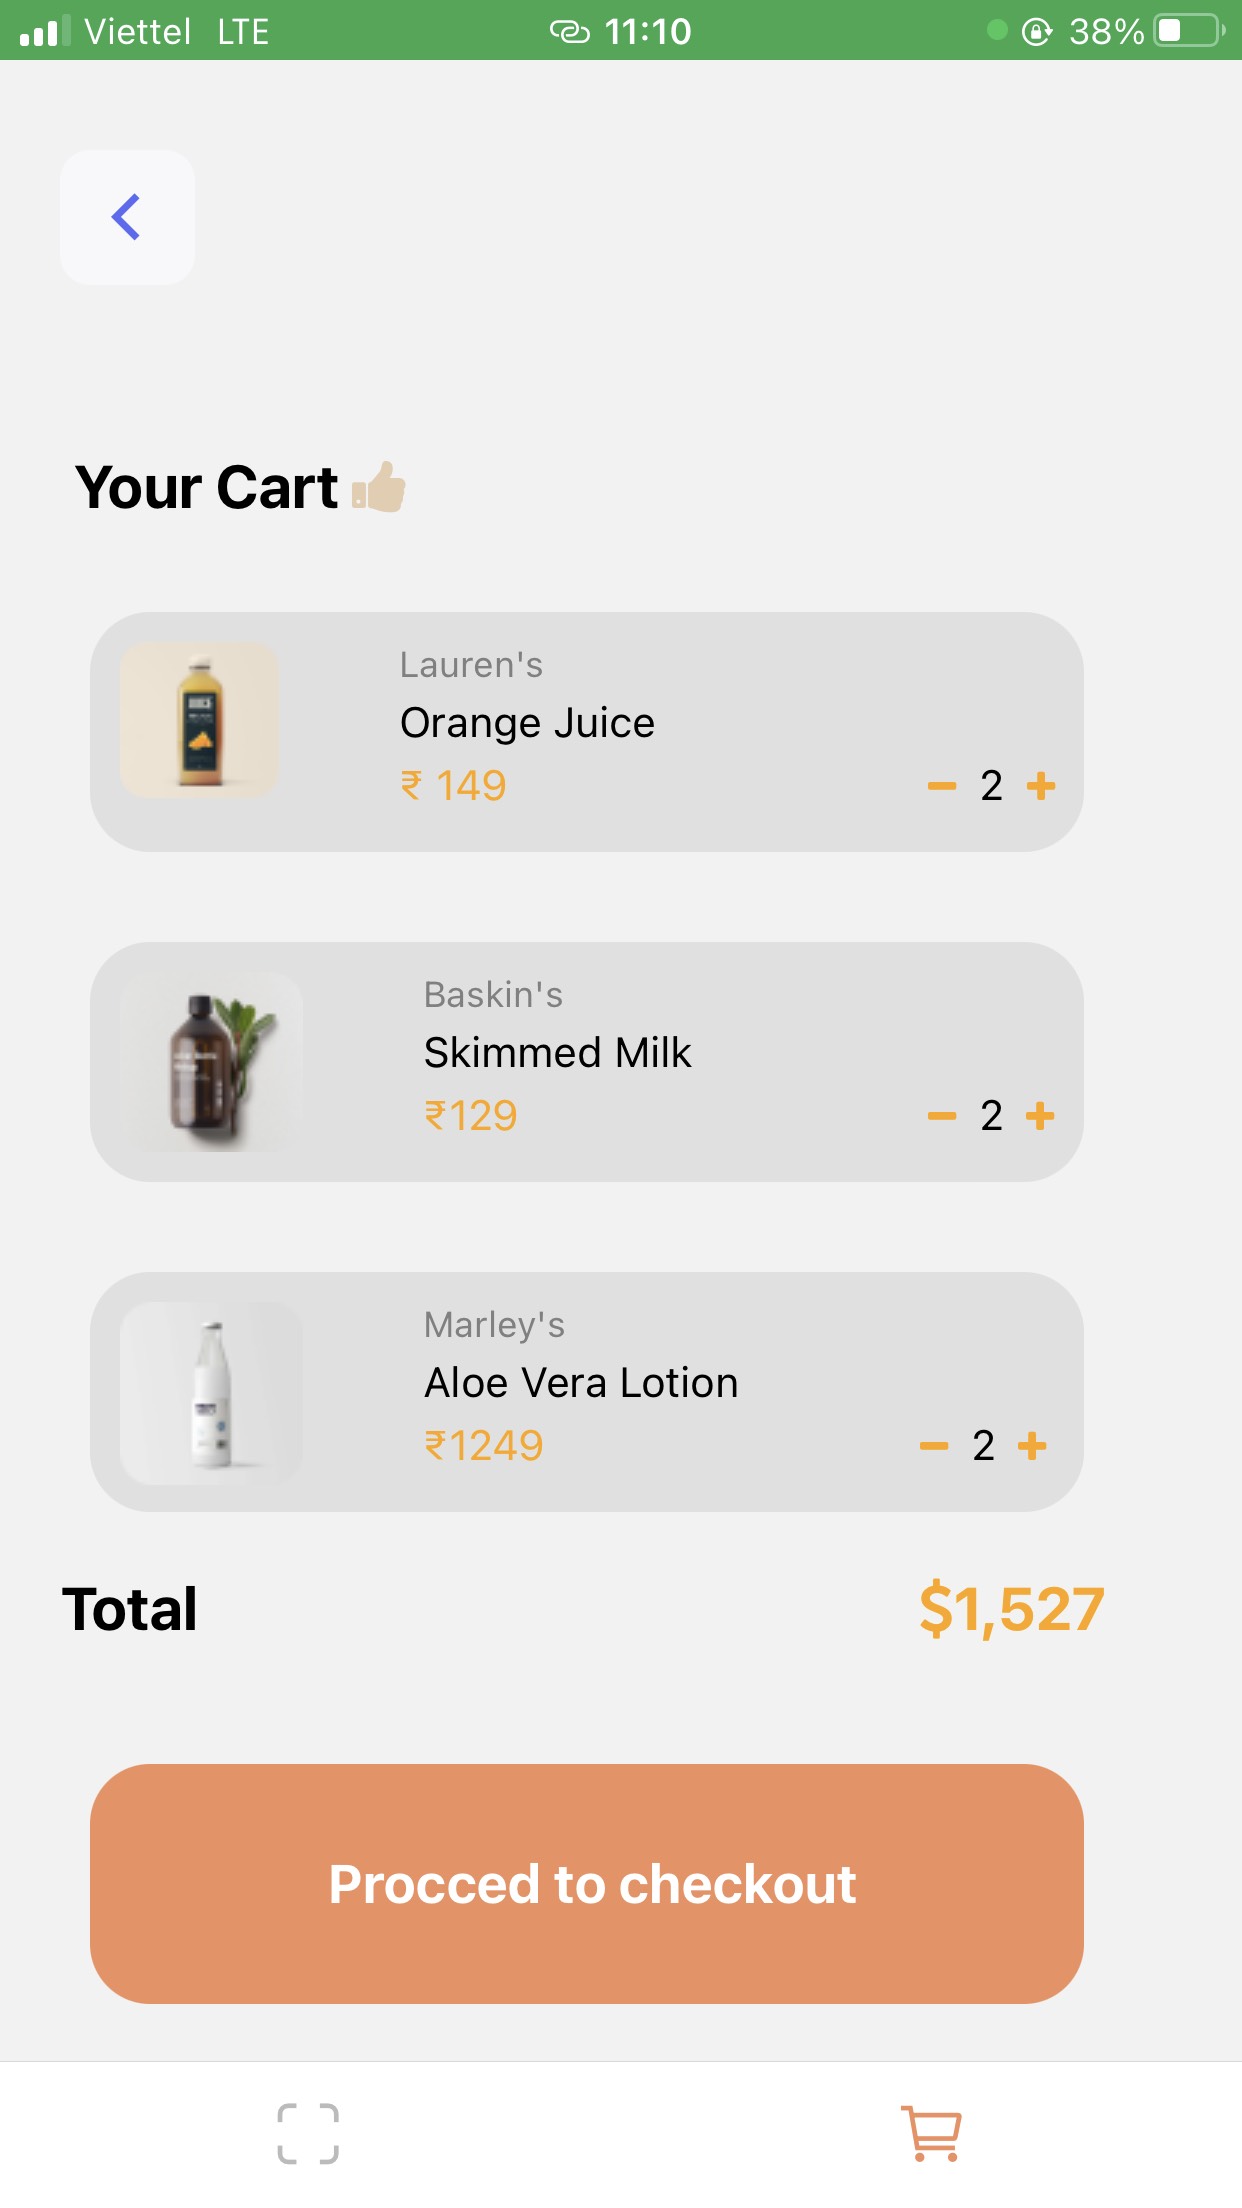 Viettel LTE 11:10 38%
Your Cart
Lauren's
Orange Juice
₹ 149
2
Baskin's
Skimmed Milk
₹129
2
Marley's
Aloe Vera Lotion
₹1249
2
Total $1,527
Procced to checkout